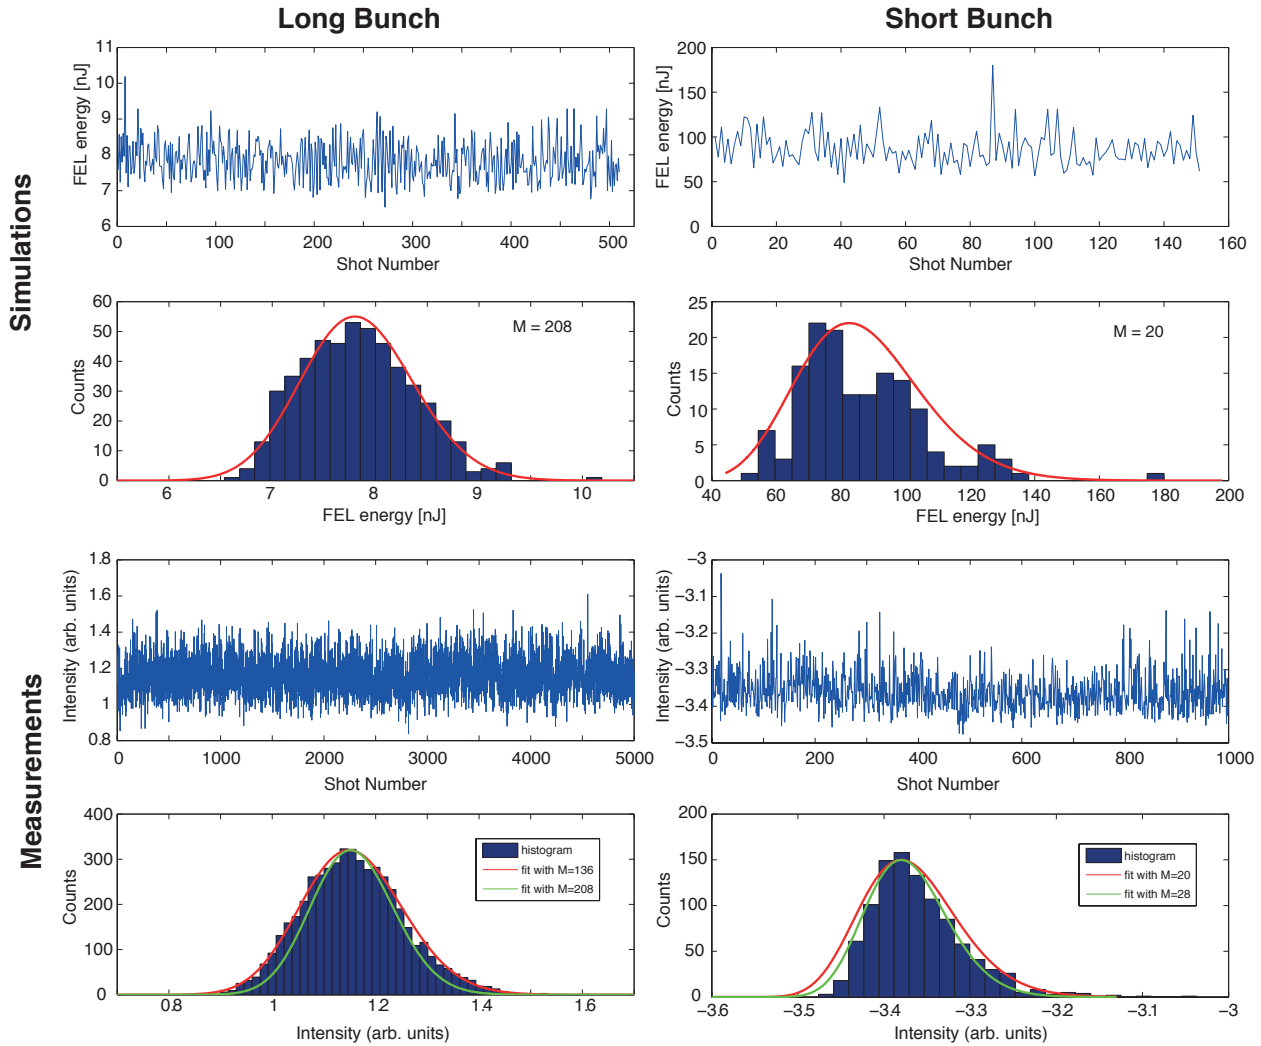 Long Bunch
Short Bunch
Simulations
Measurements
FEL energy [nJ]
11
10
9
8
7
6
0 100 200 300 400 500
Shot Number
FEL energy [nJ]
200
150
100
50
0
0 20 40 60 80 100 120 140 160
Shot Number
Counts
60
50
40
30
20
10
0
M = 208
6 7 8 9 10
FEL energy [nJ]
Counts
25
20
15
10
5
0
M = 20
40 60 80 100 120 140 160 180 200
FEL energy [nJ]
Intensity (arb. units)
1.8
1.6
1.4
1.2
1
0.8
0 1000 2000 3000 4000 5000
Shot Number
Intensity (arb. units)
−3
−3.1
−3.2
−3.3
−3.4
−3.5
0 200 400 600 800 1000
Shot Number
Counts
400
300
200
100
0
histogram
fit with M=136
fit with M=208
0.8 1 1.2 1.4 1.6
Intensity (arb. units)
Counts
200
150
100
50
0
histogram
fit with M=20
fit with M=28
−3.6 −3.5 −3.4 −3.3 −3.2 −3.1 −3
Intensity (arb. units)